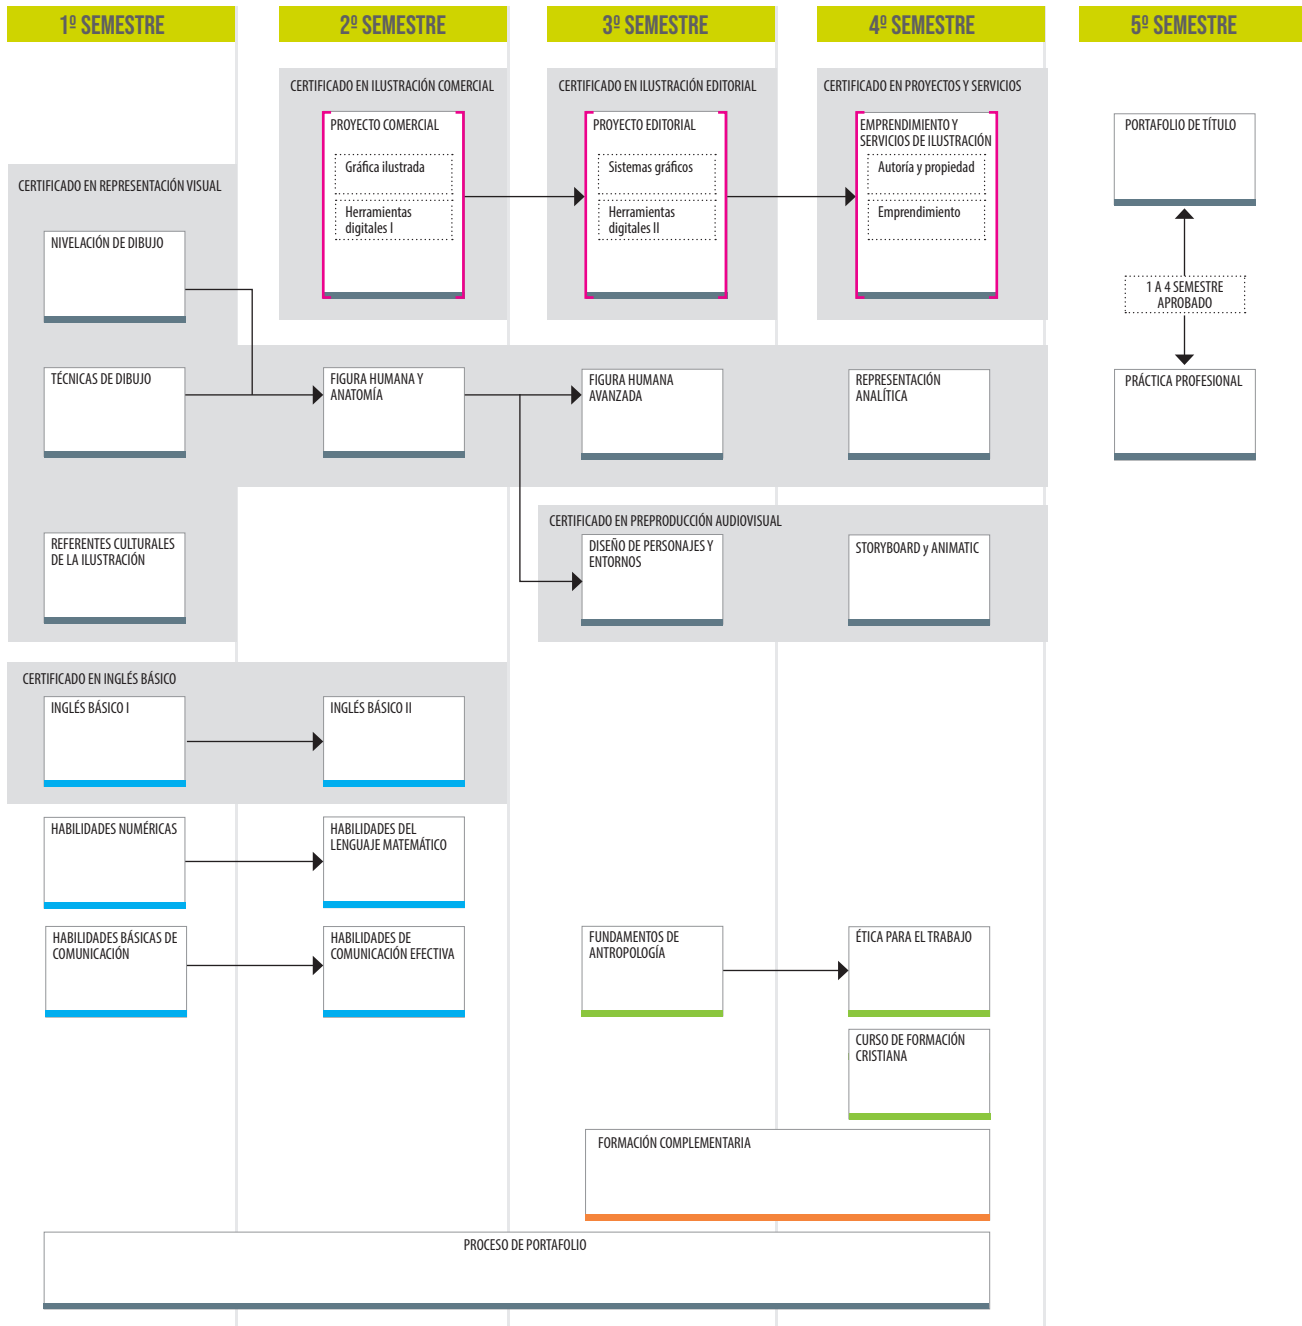 1º SEMESTRE
2º SEMESTRE
3º SEMESTRE
4º SEMESTRE
5º SEMESTRE
CERTIFICADO EN ILUSTRACIÓN COMERCIAL
CERTIFICADO EN ILUSTRACIÓN EDITORIAL
CERTIFICADO EN PROYECTOS Y SERVICIOS
PROYECTO COMERCIAL
Gráfica ilustrada
Herramientas
digitales I
PROYECTO EDITORIAL
Sistemas gráficos
Herramientas
digitales II
EMPRENDIMIENTO Y
SERVICIOS DE ILUSTRACIÓN
Autoría y propiedad
Emprendimiento
PORTAFOLIO DE TÍTULO
1 A 4 SEMESTRE
APROBADO
PRÁCTICA PROFESIONAL
CERTIFICADO EN REPRESENTACIÓN VISUAL
NIVELACIÓN DE DIBUJO
TÉCNICAS DE DIBUJO
FIGURA HUMANA Y
ANATOMÍA
FIGURA HUMANA
AVANZADA
REPRESENTACIÓN
ANALÍTICA
REFERENTES CULTURALES
DE LA ILUSTRACIÓN
CERTIFICADO EN PREPRODUCCIÓN AUDIOVISUAL
DISEÑO DE PERSONAJES Y
ENTORNOS
STORYBOARD y ANIMATIC
CERTIFICADO EN INGLÉS BÁSICO
INGLÉS BÁSICO I
INGLÉS BÁSICO II
HABILIDADES NUMÉRICAS
HABILIDADES DEL
LENGUAJE MATEMÁTICO
HABILIDADES BÁSICAS DE
COMUNICACIÓN
HABILIDADES DE
COMUNICACIÓN EFECTIVA
FUNDAMENTOS DE
ANTROPOLOGÍA
ÉTICA PARA EL TRABAJO
CURSO DE FORMACIÓN
CRISTIANA
FORMACIÓN COMPLEMENTARIA
PROCESO DE PORTAFOLIO